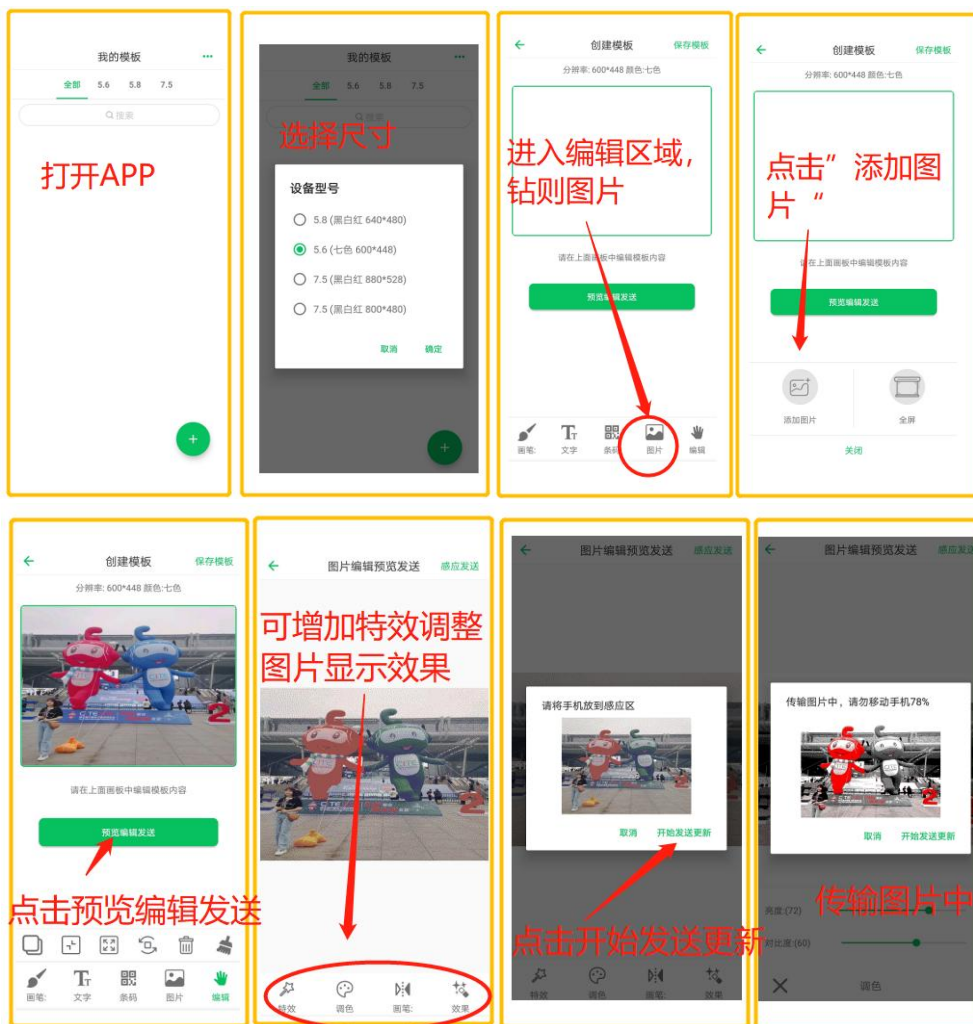 我的模板
全部 5.6 5.8 7.5
搜索
打开APP
我的模板
全部 5.6 5.8 7.5
搜索
选择尺寸
设备型号
5.8 (黑白红 640*480)
5.6 (七色 600*448)
7.5 (黑白红 880*528)
7.5 (黑白红 800*480)
取消 确定
创建模板 保存模板
分辨率: 600*448 颜色:七色
进入编辑区域，
钻则图片
请在上面画板中编辑模板内容
预览编辑发送
画笔: 文字 条码 图片 编辑
创建模板 保存模板
分辨率: 600*448 颜色:七色
点击”添加图
片“
请在上面画板中编辑模板内容
预览编辑发送
添加图片 全屏
关闭
创建模板 保存模板
分辨率: 600*448 颜色:七色
2
请在上面画板中编辑模板内容
预览编辑发送
点击预览编辑发送
画笔: 文字 条码 图片 编辑
图片编辑预览发送 感应发送
可增加特效调整
图片显示效果
2
特效 调色 画笔: 效果
图片编辑预览发送 感应发送
请将手机放到感应区
2
取消 开始发送更新
点击开始发送更新
特效 调色 画笔: 效果
图片编辑预览发送 感应发送
传输图片中，请勿移动手机78%
2
取消 开始发送更新
传输图片中
亮度:(72)
对比度:(60)
调色